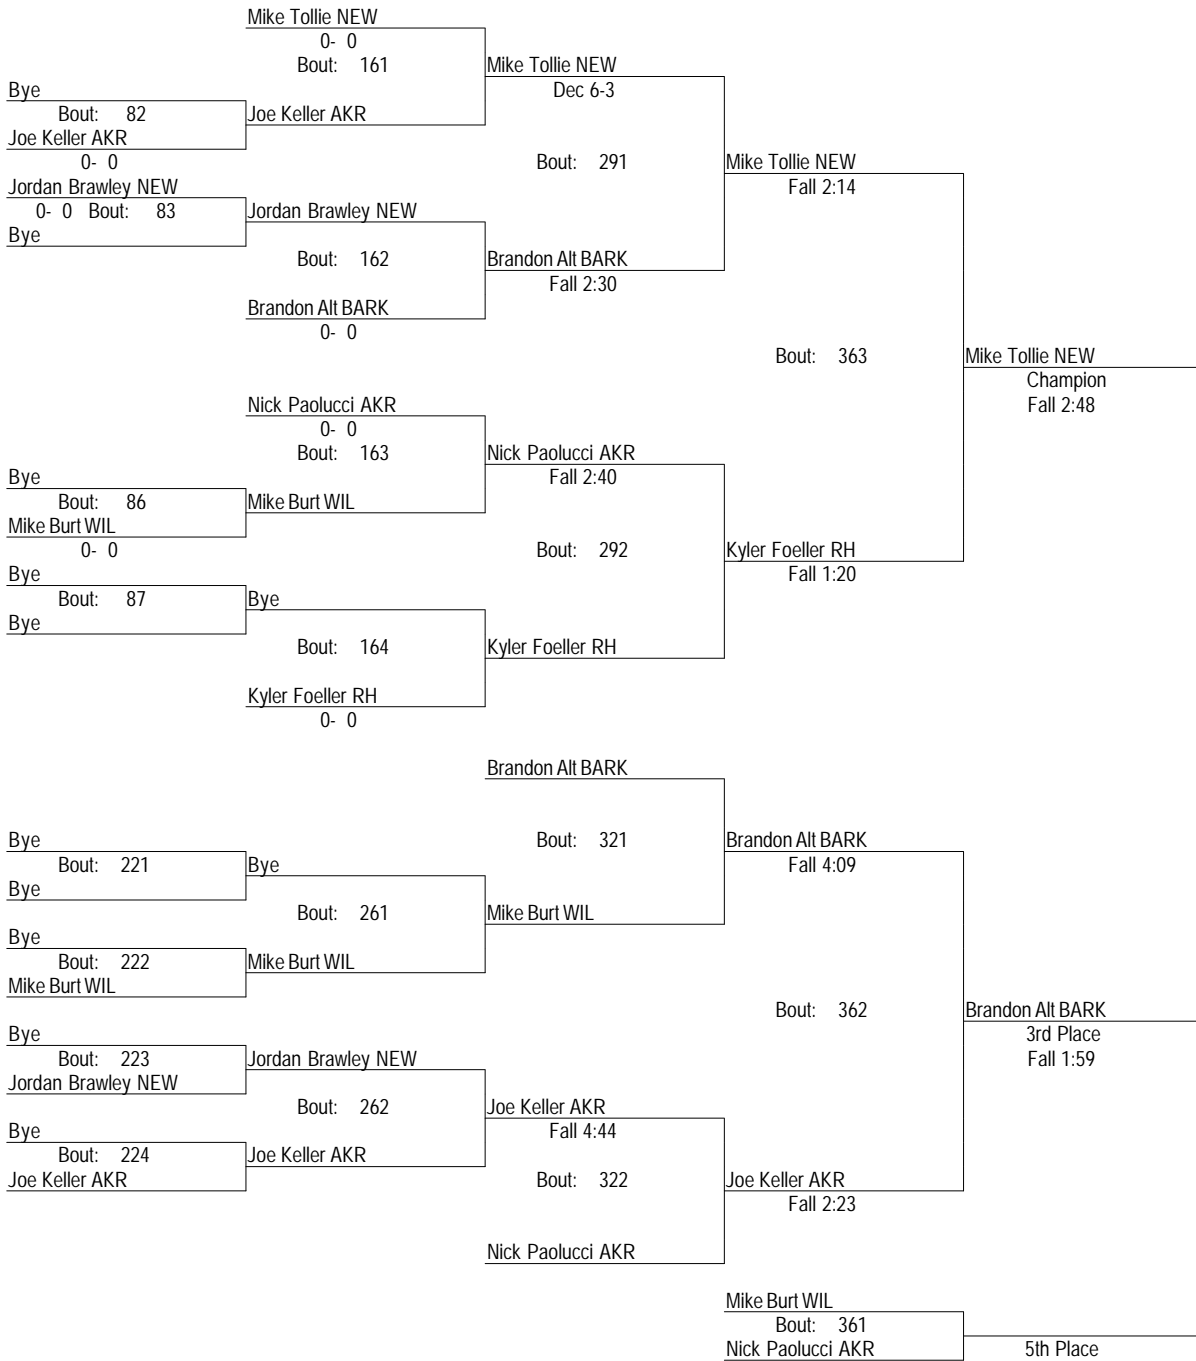 Mike Tollie NEW
0- 0
Bout: 161
Mike Tollie NEW
Dec 6-3
Bye
Bout: 82
Joe Keller AKR
Joe Keller AKR
0- 0
Bout: 291
Mike Tollie NEW
Fall 2:14
Jordan Brawley NEW
0- 0 Bout: 83
Jordan Brawley NEW
Bye
Bout: 162
Brandon Alt BARK
Fall 2:30
Brandon Alt BARK
0- 0
Bout: 363
Mike Tollie NEW
Champion
Fall 2:48
Nick Paolucci AKR
0- 0
Bout: 163
Nick Paolucci AKR
Fall 2:40
Bye
Bout: 86
Mike Burt WIL
Mike Burt WIL
0- 0
Bout: 292
Kyler Foeller RH
Fall 1:20
Bye
Bout: 87
Bye
Bye
Bout: 164
Kyler Foeller RH
Kyler Foeller RH
0- 0
Brandon Alt BARK
Bout: 321
Brandon Alt BARK
Fall 4:09
Bye
Bout: 221
Bye
Bye
Bout: 261
Mike Burt WIL
Bye
Bout: 222
Mike Burt WIL
Mike Burt WIL
Bout: 362
Brandon Alt BARK
3rd Place
Fall 1:59
Bye
Bout: 223
Jordan Brawley NEW
Jordan Brawley NEW
Bout: 262
Joe Keller AKR
Fall 4:44
Bye
Bout: 224
Joe Keller AKR
Joe Keller AKR
Bout: 322
Joe Keller AKR
Fall 2:23
Nick Paolucci AKR
Mike Burt WIL
Bout: 361
Nick Paolucci AKR
5th Place